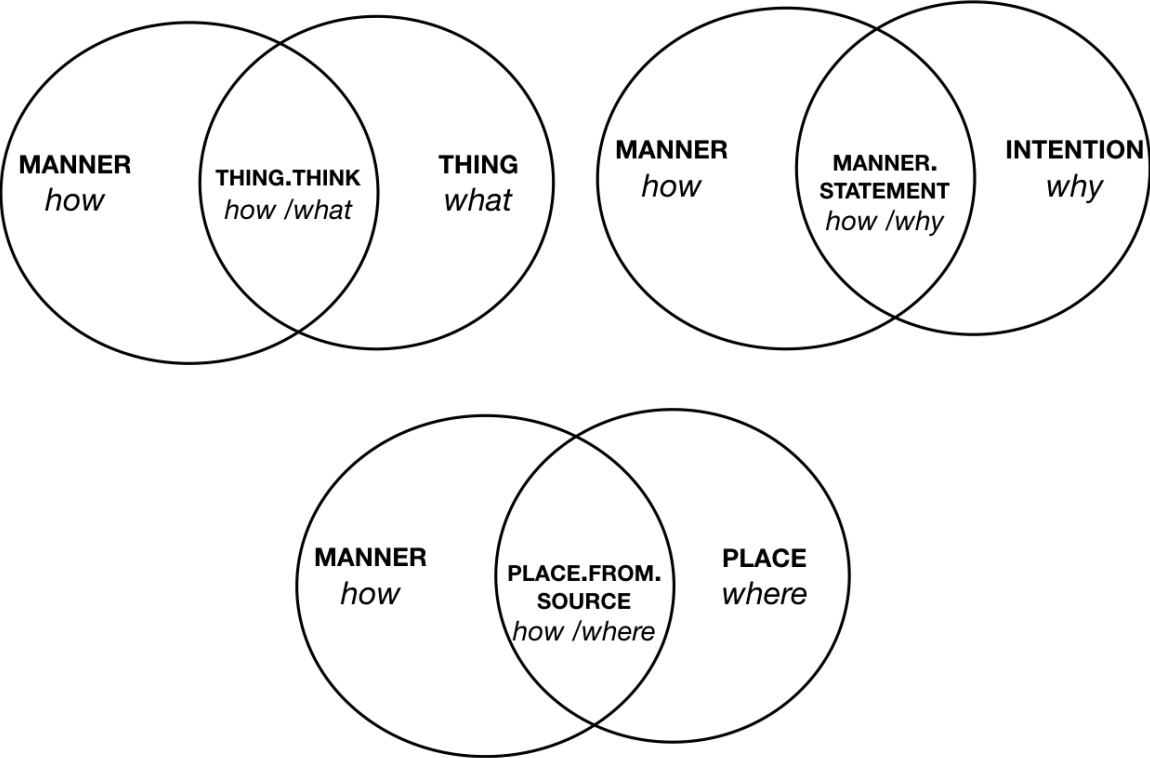 MANNER
how
THING.THINK
how /what
THING
what
MANNER
how
MANNER.
STATEMENT
how /why
INTENTION
why
MANNER
how
PLACE.FROM.
SOURCE
how /where
PLACE
where